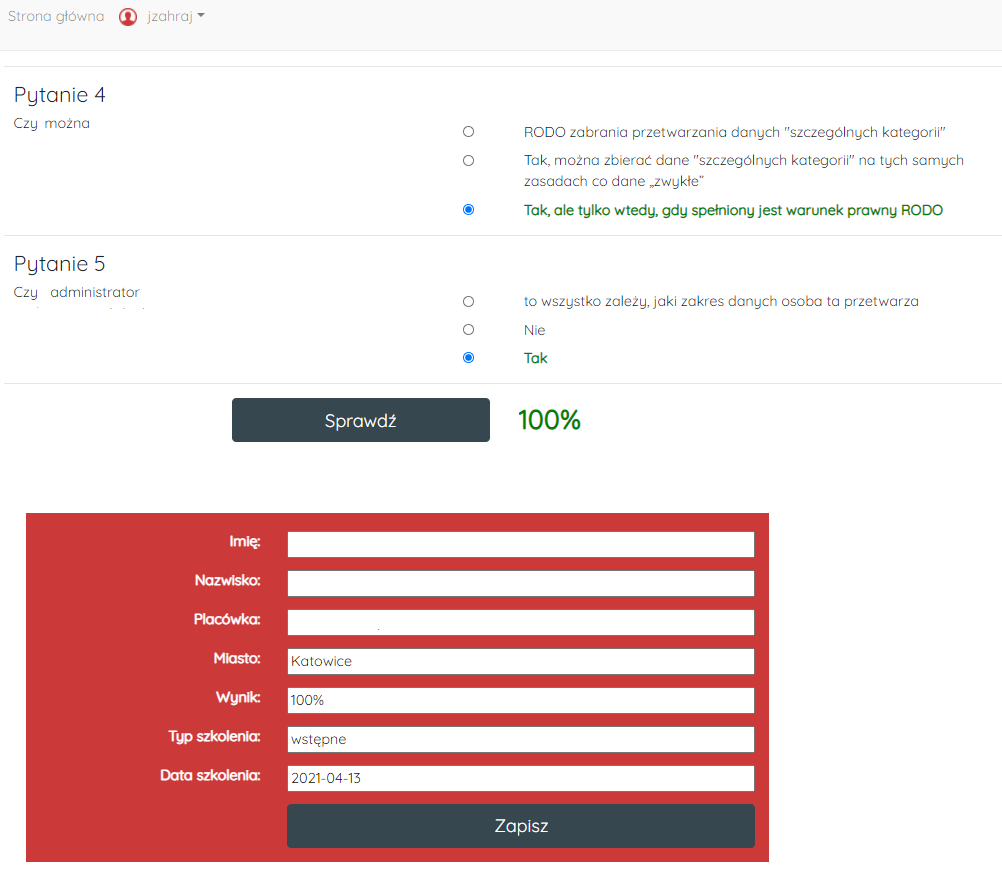 Strona główna jzahraj
Pytanie 4
Czy można
RODO zabrania przetwarzania danych "szczególnych kategorii"
Tak, można zbierać dane "szczególnych kategorii" na tych samych
zasadach co dane „zwykłe”
Tak, ale tylko wtedy, gdy spełniony jest warunek prawny RODO
Pytanie 5
Czy administrator
to wszystko zależy, jaki zakres danych osoba ta przetwarza
Nie
Tak
Sprawdź 100%
Imię:
Nazwisko:
Placówka:
Miasto: Katowice
Wynik: 100%
Typ szkolenia: wstępne
Data szkolenia: 2021-04-13
Zapisz